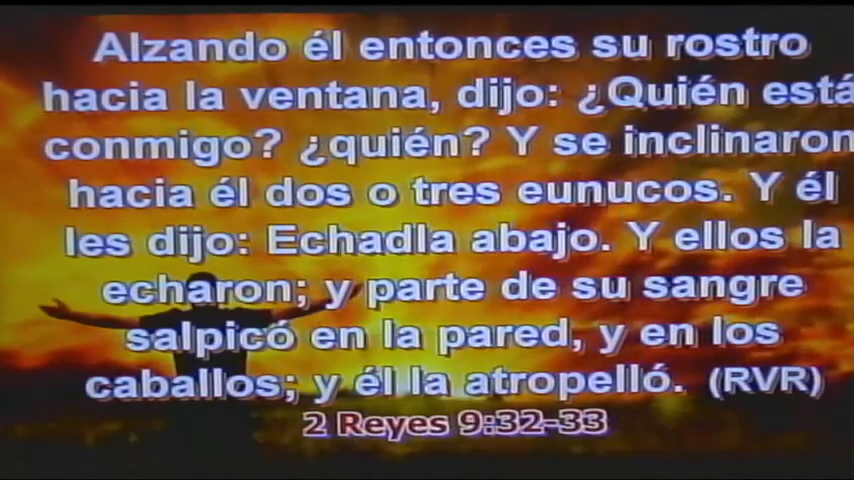 Alzando él entonces su rostro
hacia la ventana, dijo: ¿Quién está
conmigo? ¿quién? Y se inclinaron
hacia él dos o tres eunucos. Y él
les dijo: Echadla abajo. Y ellos la
echaron; y parte de su sangre
salpicó en la pared, y en los
caballos; y él la atropelló. (RVR)
2 Reyes 9:32-33